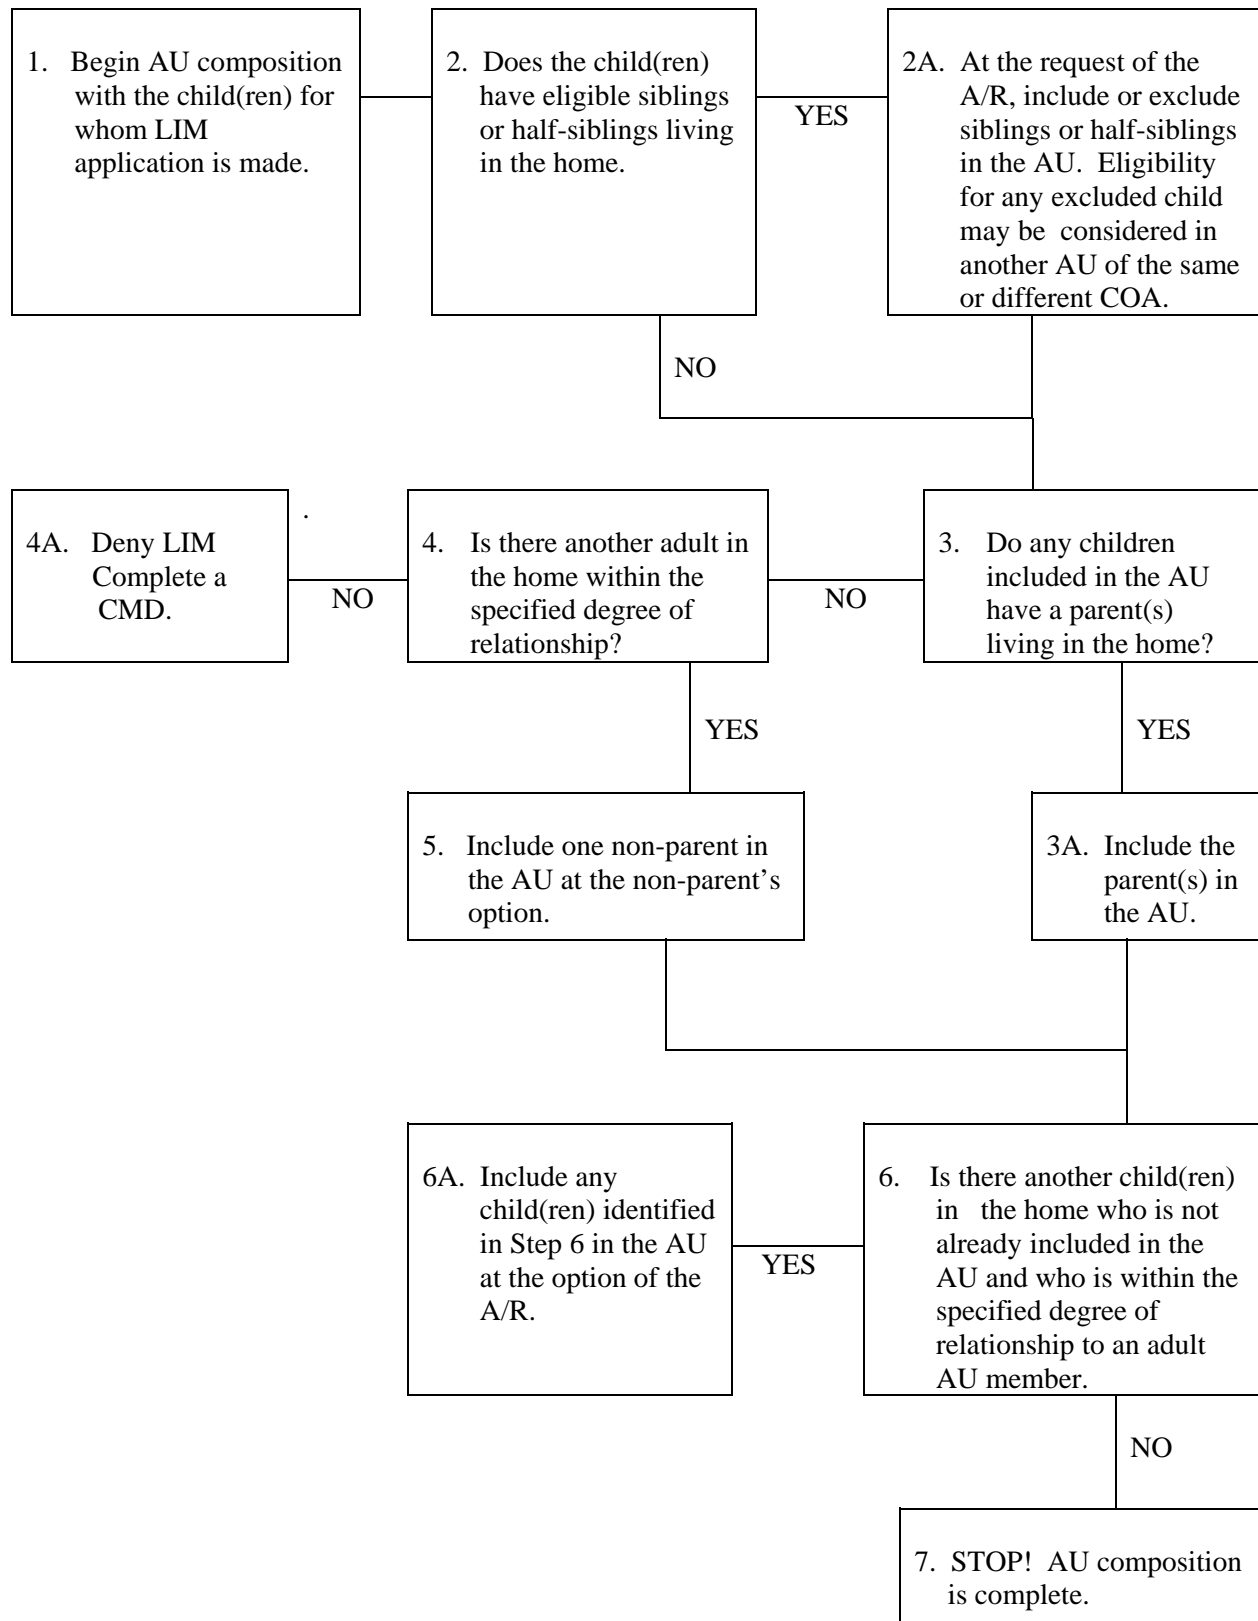 1. Begin AU composition
with the child(ren) for
whom LIM
application is made.
2. Does the child(ren)
have eligible siblings
or half-siblings living
in the home.
YES
2A. At the request of the
A/R, include or exclude
siblings or half-siblings
in the AU. Eligibility
for any excluded child
may be considered in
another AU of the same
or different COA.
NO
4A. Deny LIM
Complete a
CMD.
.
NO
4. Is there another adult in
the home within the
specified degree of
relationship?
NO
3. Do any children
included in the AU
have a parent(s)
living in the home?
YES
YES
5. Include one non-parent in
the AU at the non-parent's
option.
3A. Include the
parent(s) in
the AU.
6A. Include any
child(ren) identified
in Step 6 in the AU
at the option of the
A/R.
YES
6. Is there another child(ren)
in the home who is not
already included in the
AU and who is within the
specified degree of
relationship to an adult
AU member.
NO
7. STOP! AU composition
is complete.